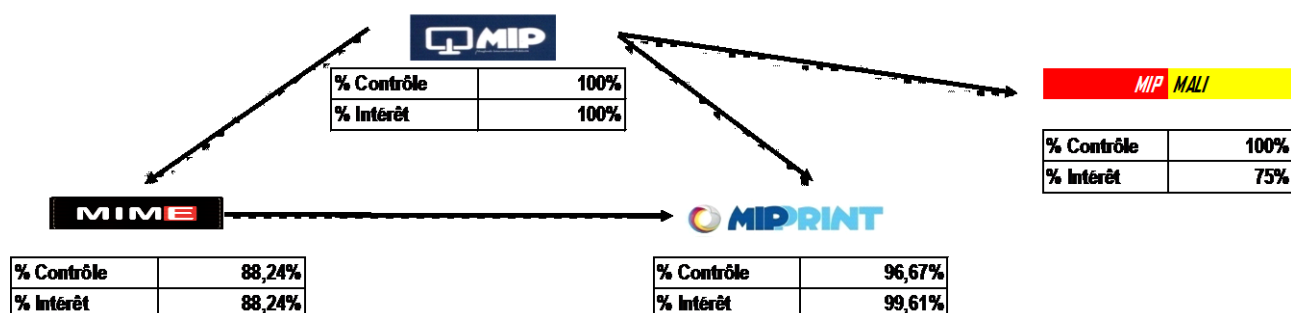 MIP
% Contrôle 100%
% Intérêt 100%
MIP MALI
% Contrôle 100%
% Intérêt 75%
MIME
MIPPRINT
% Contrôle 88,24%
% Intérêt 88,24%
% Contrôle 96,67%
% Intérêt 99,61%